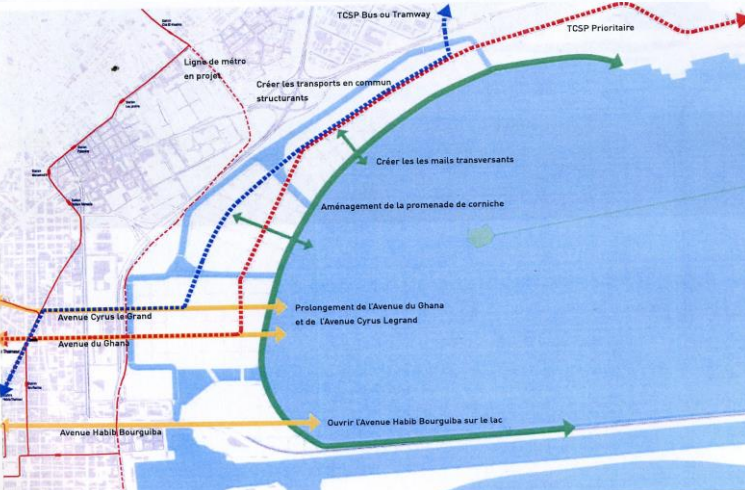 TCSP Bus ou Tramway
TCSP Prioritaire
Ligne de métro
en projet
Créer les transports en commun
structurants
Créer les les mails transversants
Aménagement de la promenade de corniche
Prolongement de l'Avenue du Ghana
et de l'Avenue Cyrus Legrand
Avenue Cyrus le Grand
Avenue du Ghana
Ouvrir l'Avenue Habib Bourguiba sur le lac
Avenue Habib Bourguiba